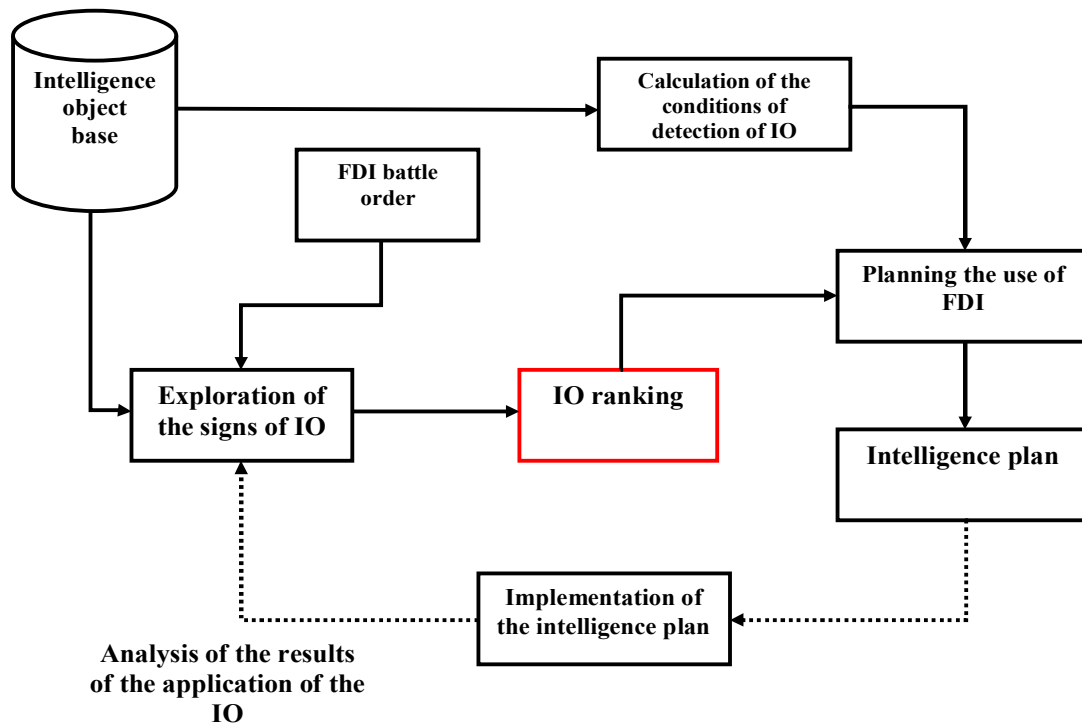 Intelligence
object
base
Calculation of the
conditions of
detection of IO
FDI battle
order
Planning the use of
FDI
Exploration of
the signs of IO
IO ranking
Intelligence plan
Implementation of
the intelligence plan
Analysis of the results
of the application of the
IO